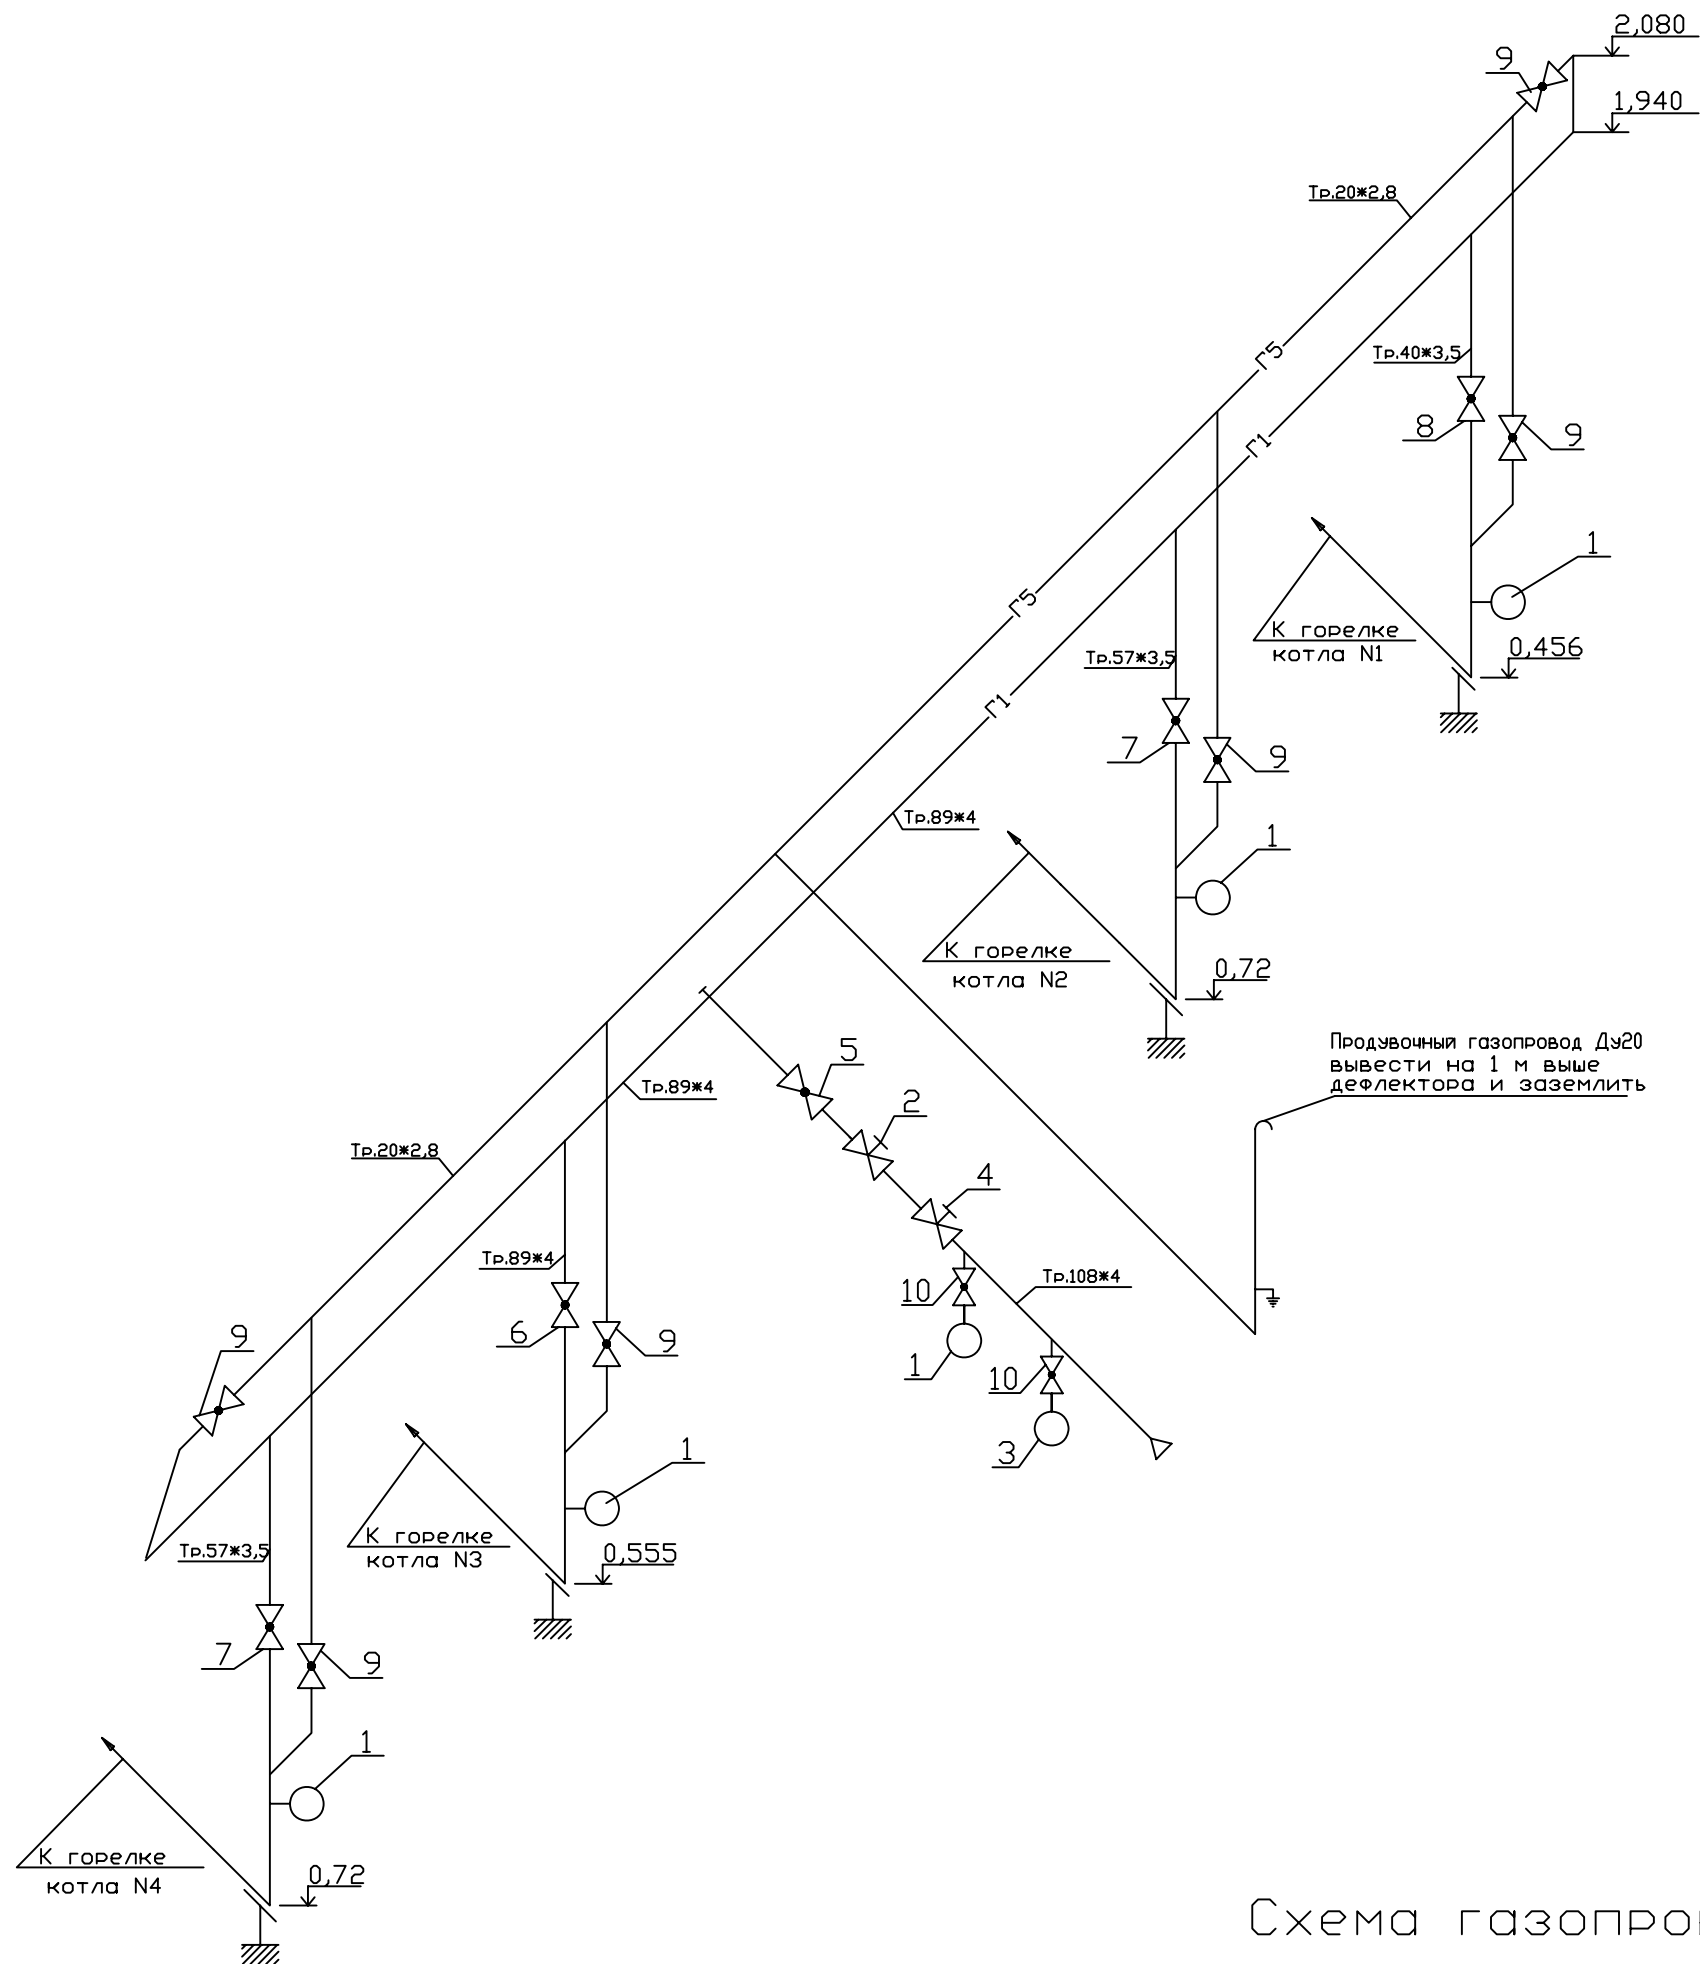 2,080
9
1,940
Тр.20*2,8
Г5
Тр.40*3,5
8
9
Г1
1
К горелке
котла N1
0,456
Г5
Тр.57*3,5
Г1
7
9
Тр.89*4
1
К горелке
котла N2
0,72
Продувочный газопровод Ду20
вывести на 1 м выше
дефлектора и заземлить
5
Тр.89*4
2
Тр.20*2,8
4
Тр.89*4
Тр.108*4
10
6
9
9
1
10
3
1
К горелке
котла N3
0,555
Тр.57*3,5
7
9
1
К горелке
котла N4
0,72
Схема